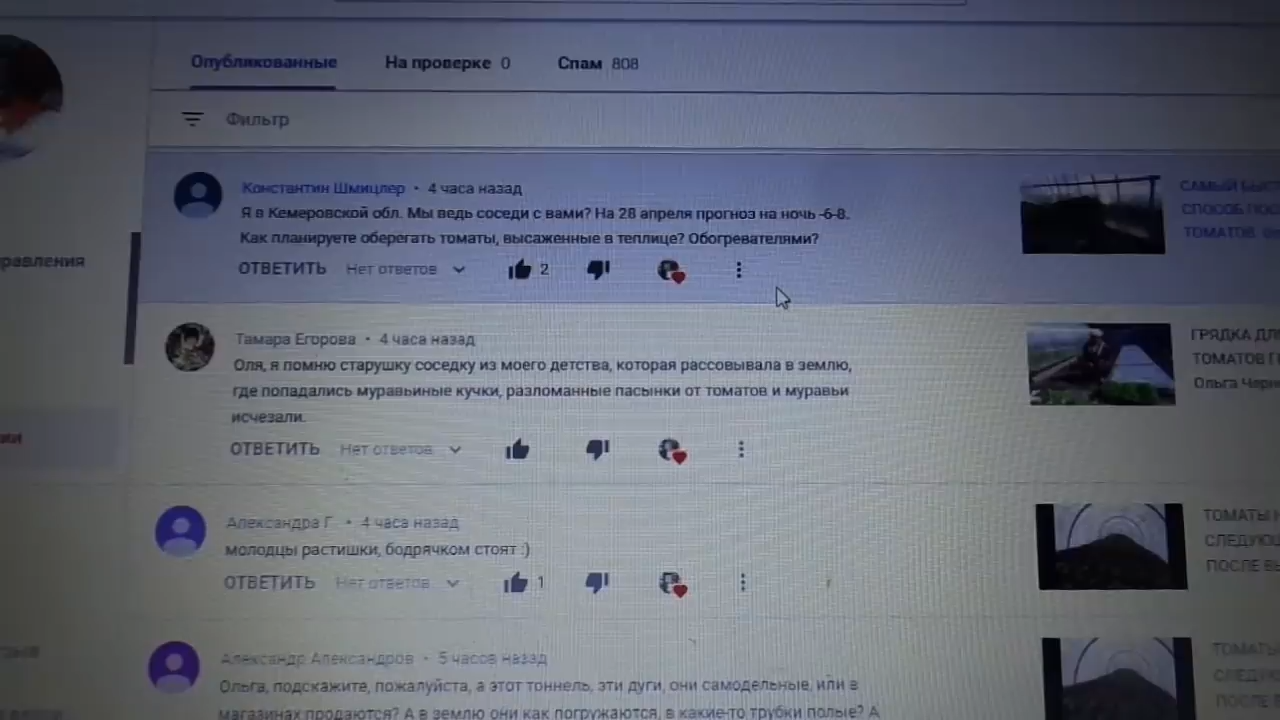 Опубликованные На проверке 0 Спам 808
Фильтр
Константин Шмицлер • 4 часа назад
Я в Кемеровской обл. Мы ведь соседи с вами? На 28 апреля прогноз на ночь -6-8.
Как планируете оберегать томаты, высаженные в теплице? Обогревателями?
ОТВЕТИТЬ Нет ответов 2
САМЫЙ БЫСТ
СПОСОБ
ТОМАТОВ
равления
Тамара Егорова • 4 часа назад
Оля, я помню старушку соседку из моего детства, которая рассовывала в землю,
где попадались муравьиные кучки, разломанные пасынки от томатов и муравьи
исчезали.
ОТВЕТИТЬ Нет ответов
ГРЯДКА ДЛ
ТОМАТОВ
Ольга Черн
ии
Александра Г. • 4 часа назад
молодцы растишки, бодрячком стоят :)
ОТВЕТИТЬ Нет ответов 1
ТОМАТЫ
СЛЕДУЮЩ
ПОСЛЕ
Александр Александров • 5 часов назад
Ольга, подскажите, пожалуйста, а этот тоннель, эти дуги, они самодельные, или в
магазинах продаются? А в землю они как погружаются, в какие-то трубки полые? А
ТОМАТЫ
СЛЕДУЮ
ПОСЛЕ